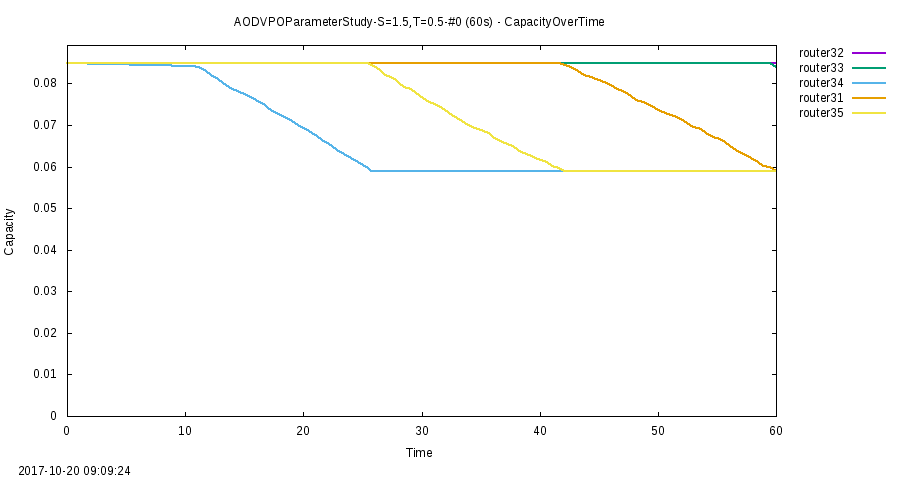 AODVPOParameterStudy-S=1.5,T=0.5-#0 (60s) - CapacityOverTime
router32
router33
router34
router31
router35
0.08
0.07
0.06
0.05
0.04
0.03
0.02
0.01
0
Capacity
0 10 20 30 40 50 60
Time
2017-10-20 09:09:24